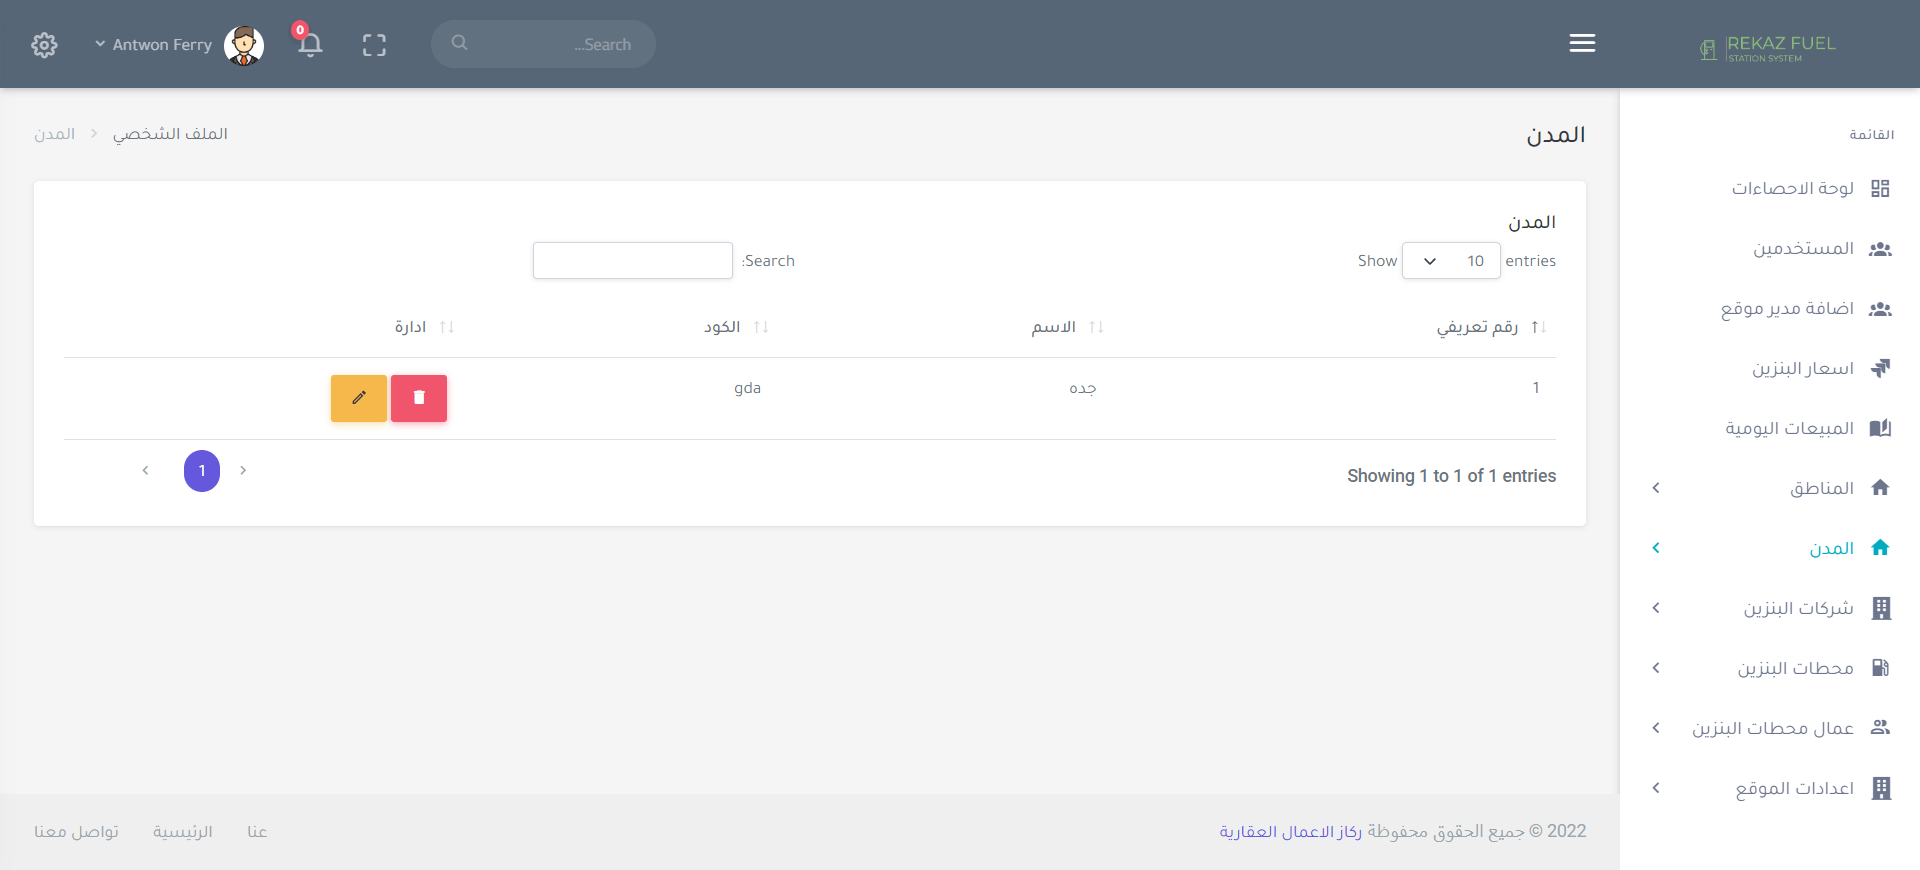 REKAZ FUEL
STATION SYSTEM
Search...
0
Antwon Ferry
القائمة
لوحة الاحصاءات
المستخدمين
اضافة مدير موقع
اسعار البنزين
المبيعات اليومية
المناطق
المدن
شركات البنزين
محطات البنزين
عمال محطات البنزين
اعدادات الموقع
المدن
الملف الشخصي
المدن
المدن
Show 10 entries
Search:
رقم تعريفي الاسم الكود ادارة
1 جده gda
Showing 1 to 1 of 1 entries
1
2022 © جميع الحقوق محفوظة ركاز الاعمال العقارية
عنا الرئيسية تواصل معنا